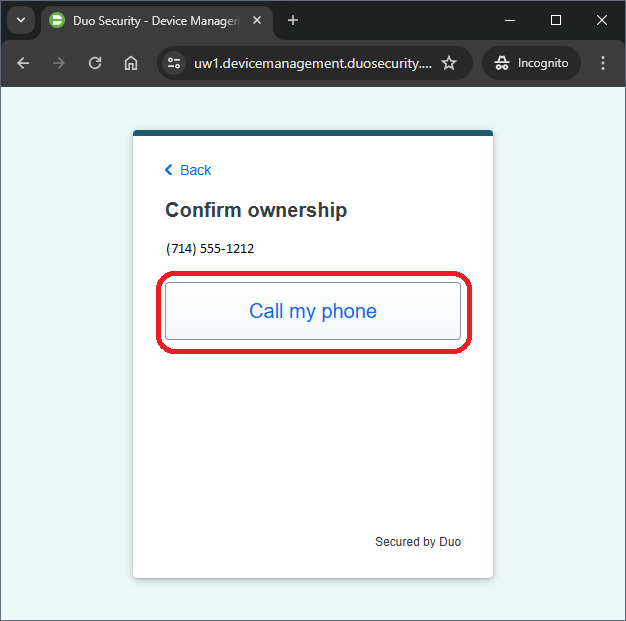 Duo Security - Device Managen
uw1.devicemanagement.duosecurity....
Incognito
Back
Confirm ownership
(714) 555-1212
Call my phone
Secured by Duo